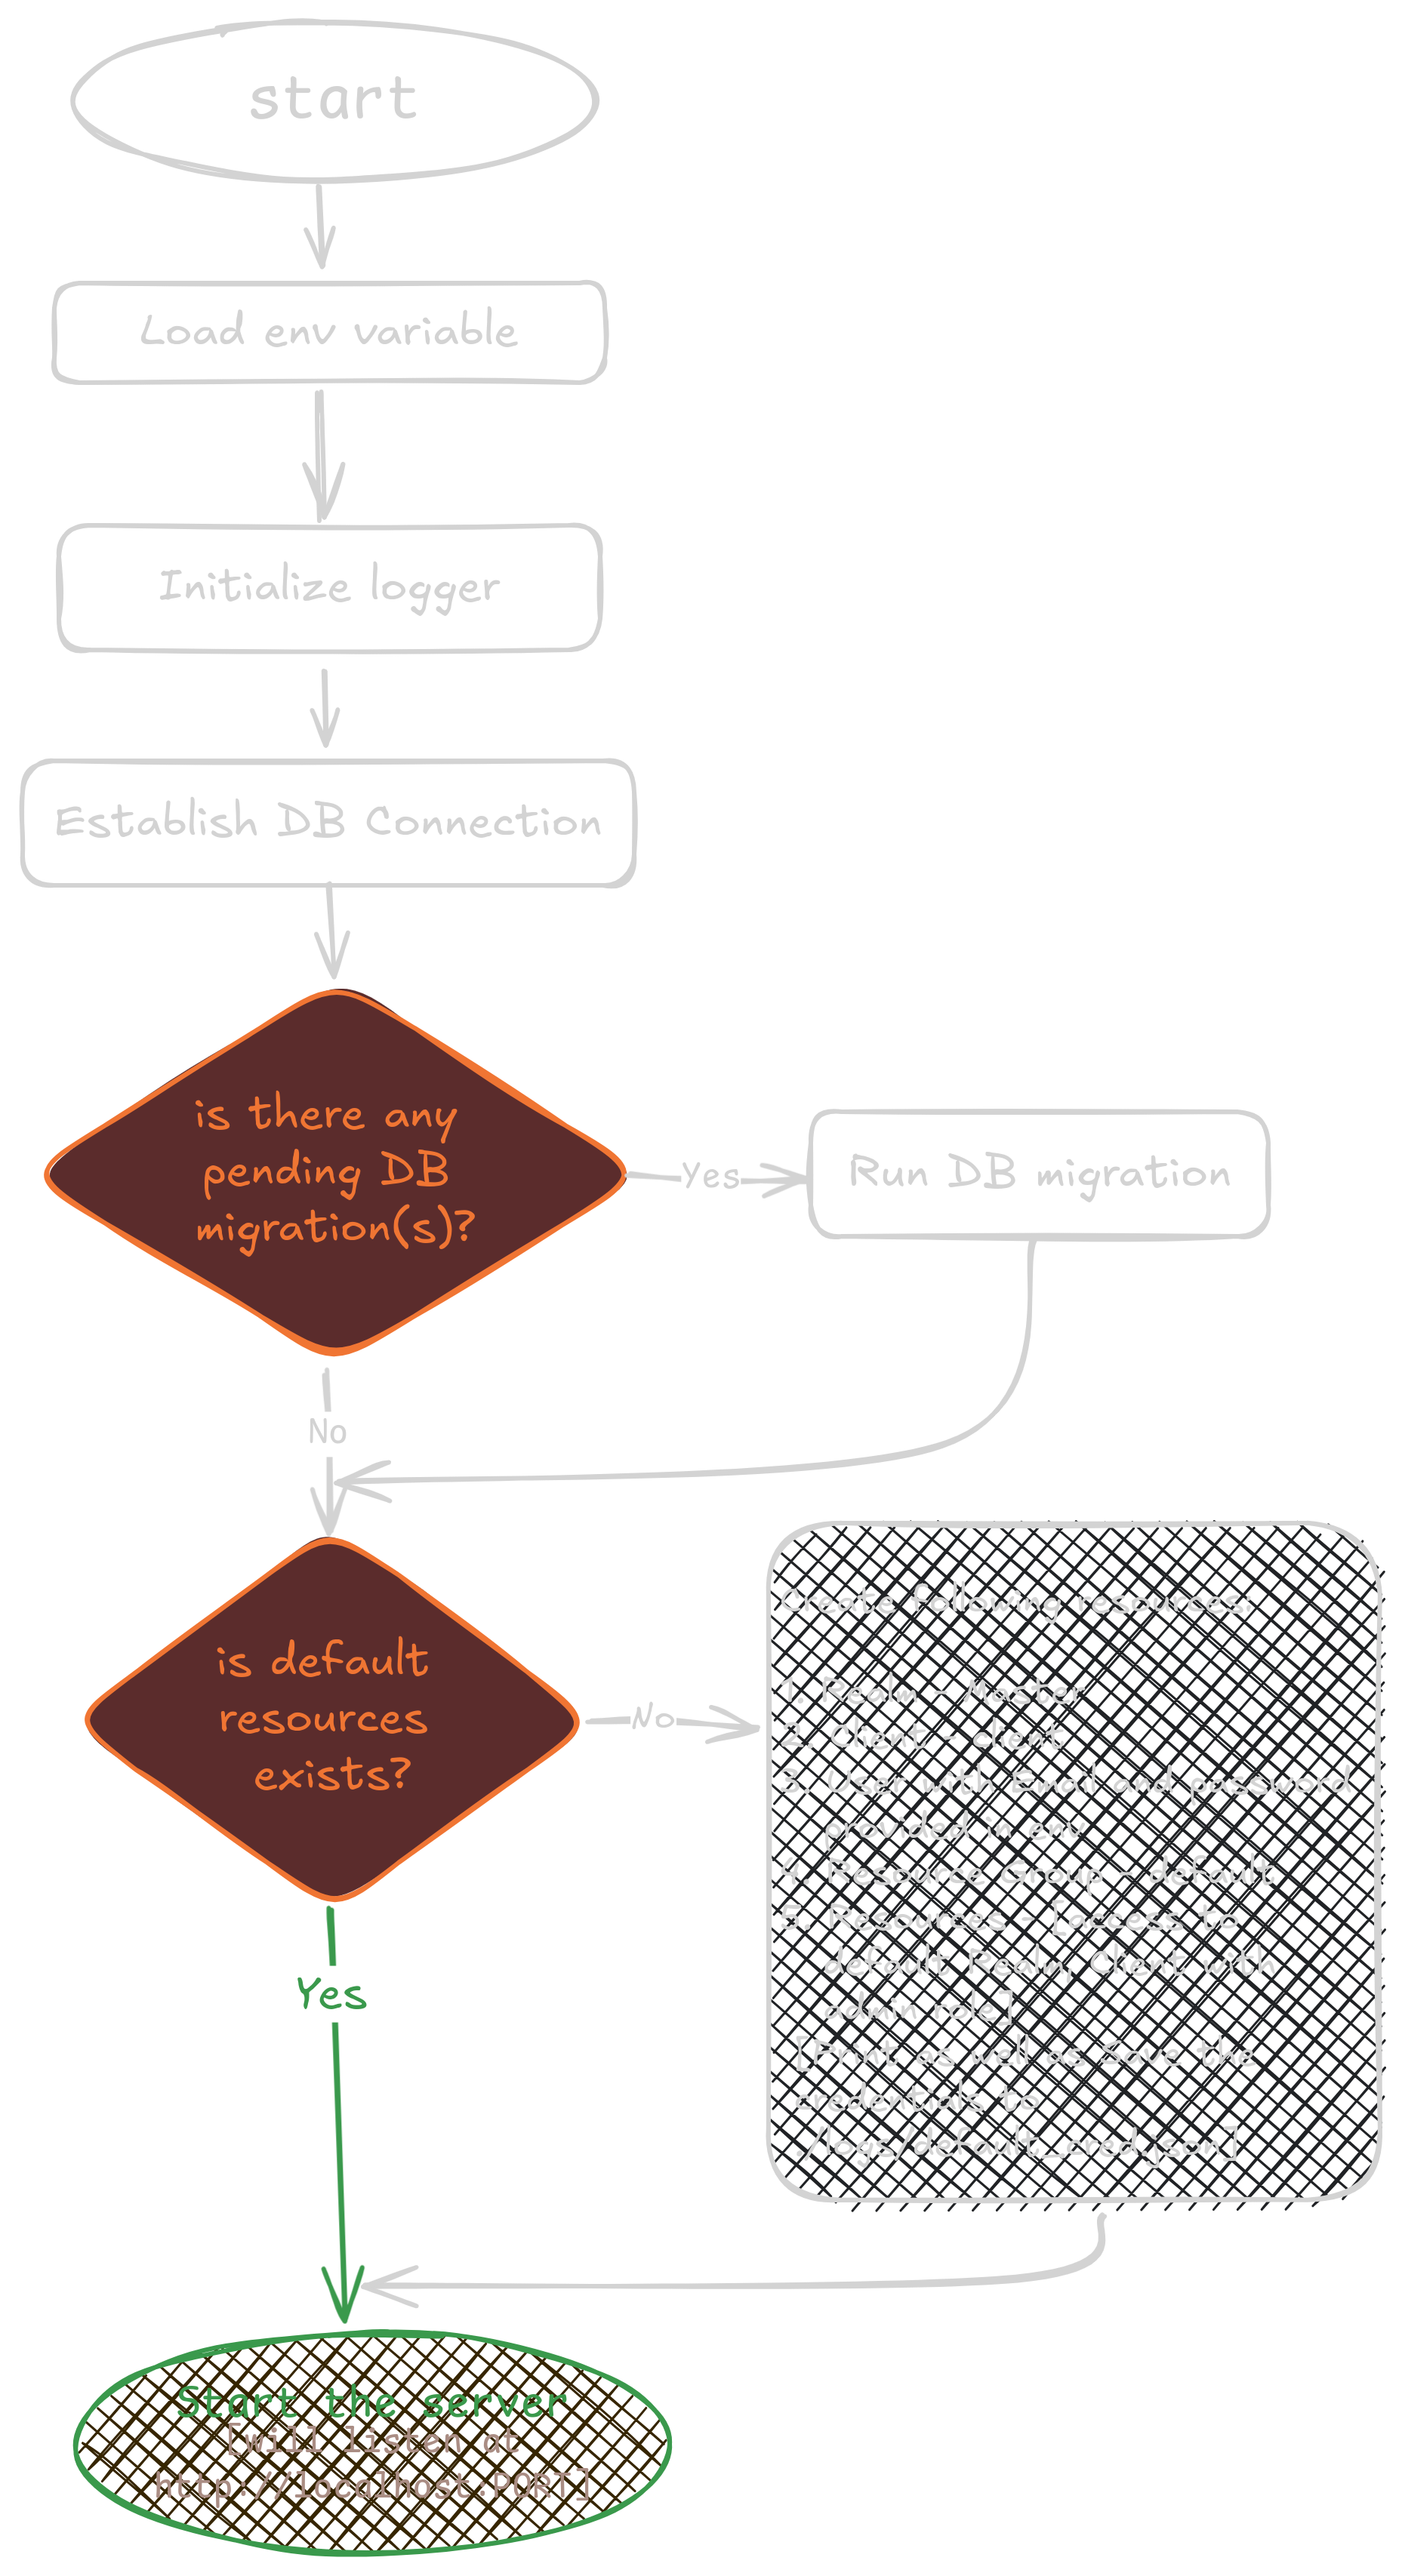 start
Load env variable
Initialize logger
Establish DB Connection
is there any
pending DB
migration(s)?
Yes
Run DB migration
No
is default
resources
exists?
No
Create following resources:
1. Realm - Master
2. Client - client
3. User with Email and password
provided in env
4. Resource Group - default
5. Resources - [access to
default Realm, Client with
admin role]
[Print as well as Save the
credentials to
./logs/default_cred.json]
Yes
Start the server
[will listen at
http://localhost:PORT]